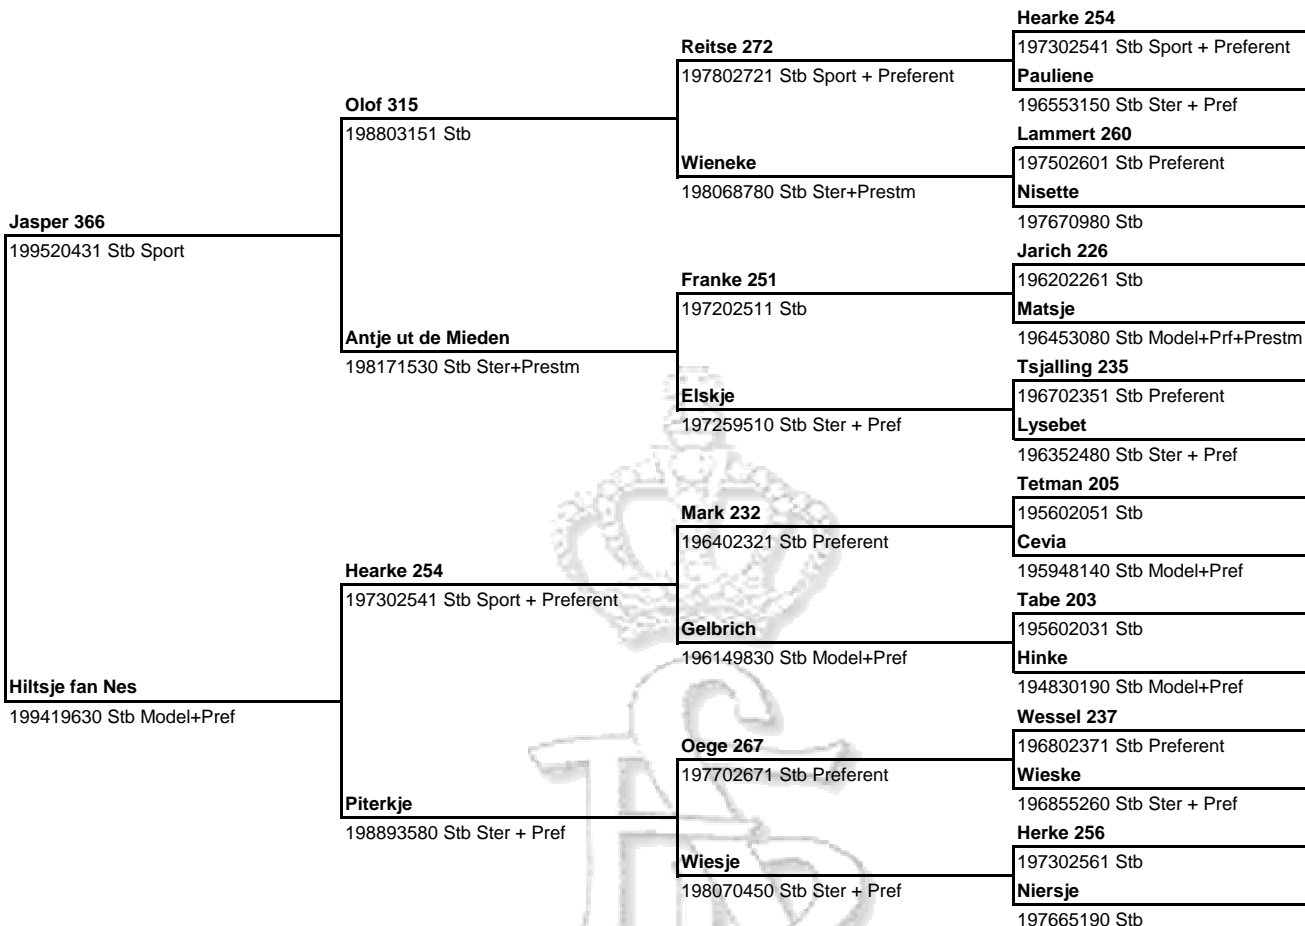 Jasper 366
199520431 Stb Sport
Hiltsje fan Nes
199419630 Stb Model+Pref
Olof 315
198803151 Stb
Antje ut de Mieden
198171530 Stb Ster+Prestm
Hearke 254
197302541 Stb Sport + Preferent
Piterkje
198893580 Stb Ster + Pref
Reitse 272
197802721 Stb Sport + Preferent
Wieneke
198068780 Stb Ster+Prestm
Franke 251
197202511 Stb
Elskje
197259510 Stb Ster + Pref
Mark 232
196402321 Stb Preferent
Gelbrich
196149830 Stb Model+Pref
Oege 267
197702671 Stb Preferent
Wiesje
198070450 Stb Ster + Pref
Hearke 254
197302541 Stb Sport + Preferent
Pauliene
196553150 Stb Ster + Pref
Lammert 260
197502601 Stb Preferent
Nisette
197670980 Stb
Jarich 226
196202261 Stb
Matsje
196453080 Stb Model+Prf+Prestm
Tsjalling 235
196702351 Stb Preferent
Lysebet
196352480 Stb Ster + Pref
Tetman 205
195602051 Stb
Cevia
195948140 Stb Model+Pref
Tabe 203
195602031 Stb
Hinke
194830190 Stb Model+Pref
Wessel 237
196802371 Stb Preferent
Wieske
196855260 Stb Ster + Pref
Herke 256
197302561 Stb
Niersje
197665190 Stb